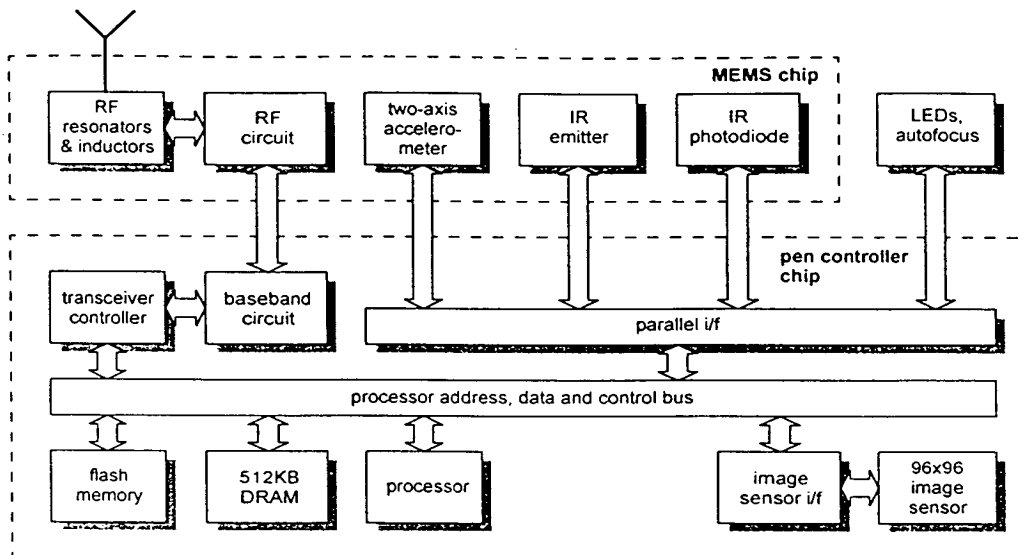 MEMS chip
RF
resonators
& inductors
RF
circuit
two-axis
accelero-
meter
IR
emitter
IR
photodiode
LEDs,
autofocus
pen controller
chip
transceiver
controller
baseband
circuit
parallel i/f
processor address, data and control bus
flash
memory
512KB
DRAM
processor
image
sensor i/f
96x96
image
sensor